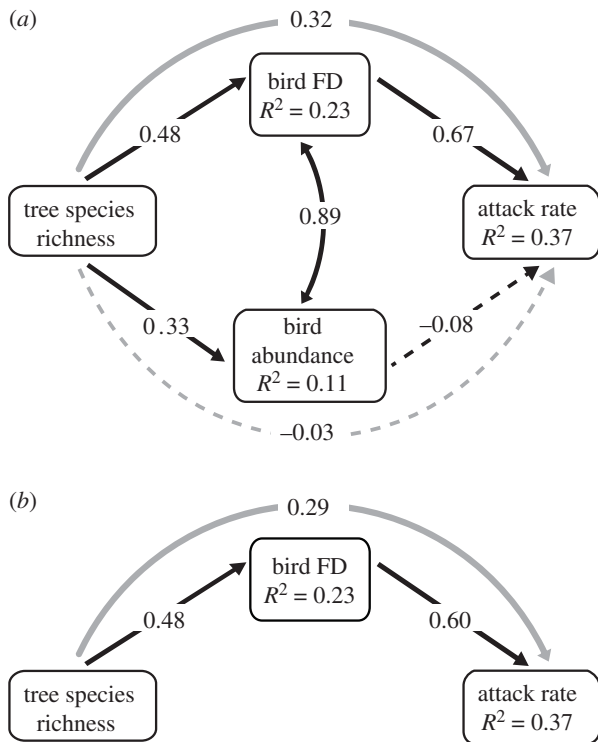 (a)
0.32
bird FD
R² = 0.23
0.48
0.67
tree species
richness
0.89
attack rate
R² = 0.37
0.33
bird
abundance
R² = 0.11
–0.08
–0.03
(b)
0.29
bird FD
R² = 0.23
0.48
0.60
tree species
richness
attack rate
R² = 0.37